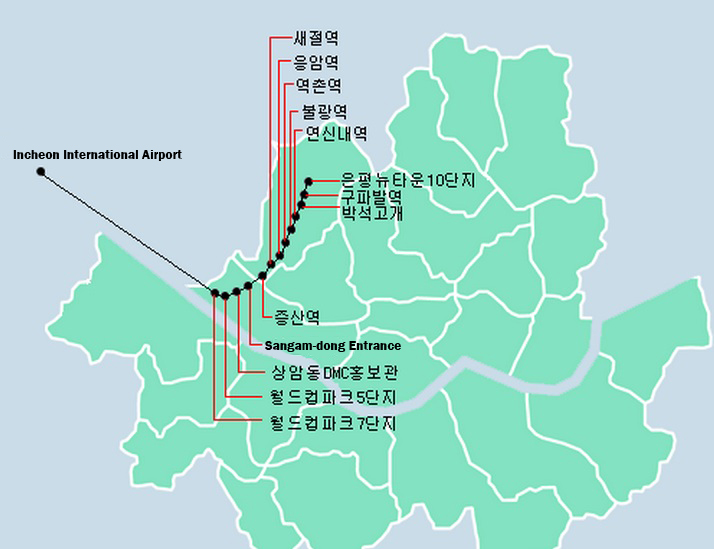 새절역
응암역
역촌역
불광역
연신내역
Incheon International Airport
은평뉴타운10단지
구파발역
박석고개
증산역
Sangam-dong Entrance
상암동DMC홍보관
월드컵파크5단지
월드컵파크7단지